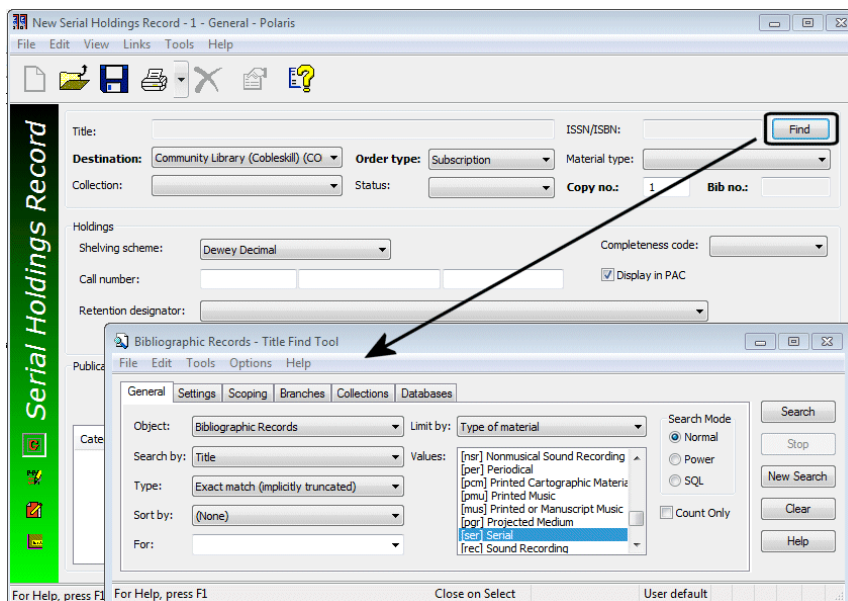 New Serial Holdings Record - 1 - General - Polaris
File Edit View Links Tools Help
Serial Holdings Record
Title: ISSN/ISBN: Find
Destination: Community Library (Cobleskill) (CO Order type: Subscription Material type:
Collection: Status: Copy no.: 1 Bib no.:
Holdings
Shelving scheme: Dewey Decimal Completeness code:
Call number: Display in PAC
Retention designator:
Publica
Cate
For Help, press F1
Bibliographic Records - Title Find Tool
File Edit Tools Options Help
General Settings Scoping Branches Collections Databases
Object: Bibliographic Records Limit by: Type of material Search Mode Search
Search by: Title Values: [nsr] Nonmusical Sound Recording Normal Stop
[per] Periodical Power
Type: Exact match (implicitly truncated) [pcm] Printed Cartographic Materia SQL New Search
[pmu] Printed Music
Sort by: (None) [mus] Printed or Manuscript Music Count Only Clear
[pgr] Projected Medium
For: [ser] Serial Help
[rec] Sound Recording
For Help, press F1 Close on Select User default